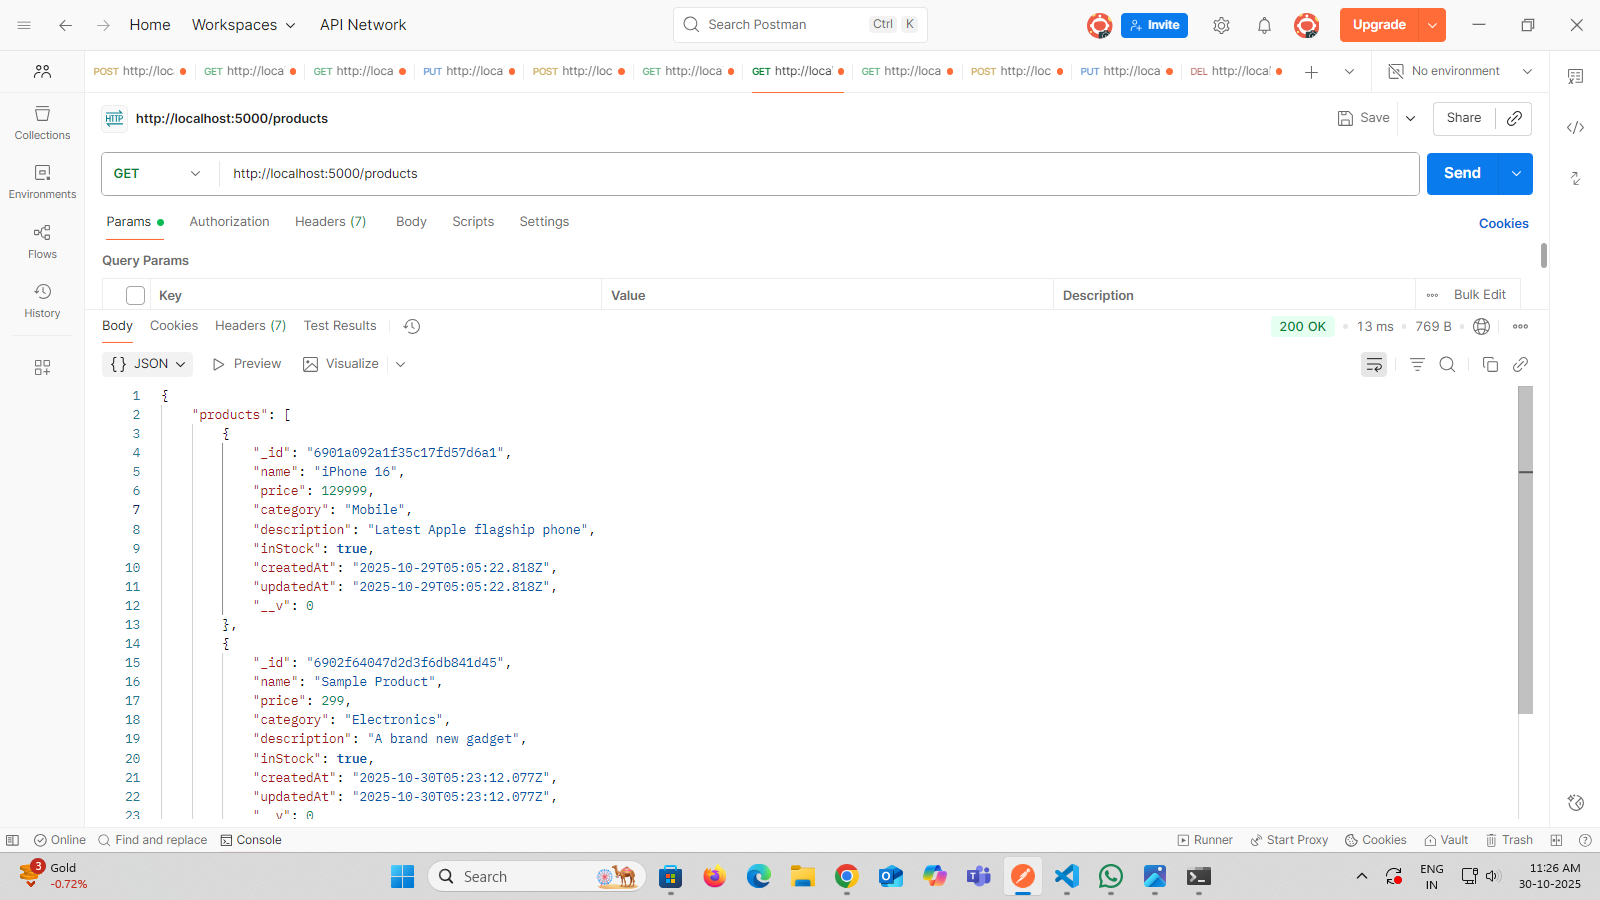 Home Workspaces API Network
Search Postman Ctrl K
Invite
Upgrade
POST http://loc
GET http://loca
GET http://loca
PUT http://loca
POST http://loc
GET http://loca
GET http://loca
GET http://loca
POST http://loc
PUT http://loca
DEL http://local
No environment
Collections
Environments
Flows
History
HTTP http://localhost:5000/products
Save
Share
GET http://localhost:5000/products
Send
Params Authorization Headers (7) Body Scripts Settings
Cookies
Query Params
Key Value Description Bulk Edit
Body Cookies Headers (7) Test Results
200 OK 13 ms 769 B
{} JSON Preview Visualize
1 {
2 "products": [
3 {
4 "_id": "6901a092a1f35c17fd57d6a1",
5 "name": "iPhone 16",
6 "price": 129999,
7 "category": "Mobile",
8 "description": "Latest Apple flagship phone",
9 "inStock": true,
10 "createdAt": "2025-10-29T05:05:22.818Z",
11 "updatedAt": "2025-10-29T05:05:22.818Z",
12 "__v": 0
13 },
14 {
15 "_id": "6902f64047d2d3f6db841d45",
16 "name": "Sample Product",
17 "price": 299,
18 "category": "Electronics",
19 "description": "A brand new gadget",
20 "inStock": true,
21 "createdAt": "2025-10-30T05:23:12.077Z",
22 "updatedAt": "2025-10-30T05:23:12.077Z",
23 "__v": 0
Online Find and replace Console
Runner Start Proxy Cookies Vault Trash
3
Gold
-0.72%
Search
ENG
IN
11:26 AM
30-10-2025